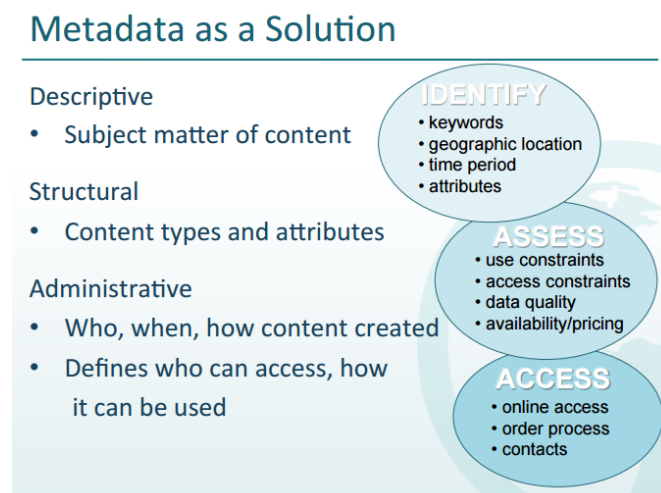 Metadata as a Solution
Descriptive
• Subject matter of content
Structural
• Content types and attributes
Administrative
• Who, when, how content created
• Defines who can access, how
it can be used
IDENTIFY
• keywords
• geographic location
• time period
• attributes
ASSESS
• use constraints
• access constraints
• data quality
• availability/pricing
ACCESS
• online access
• order process
• contacts